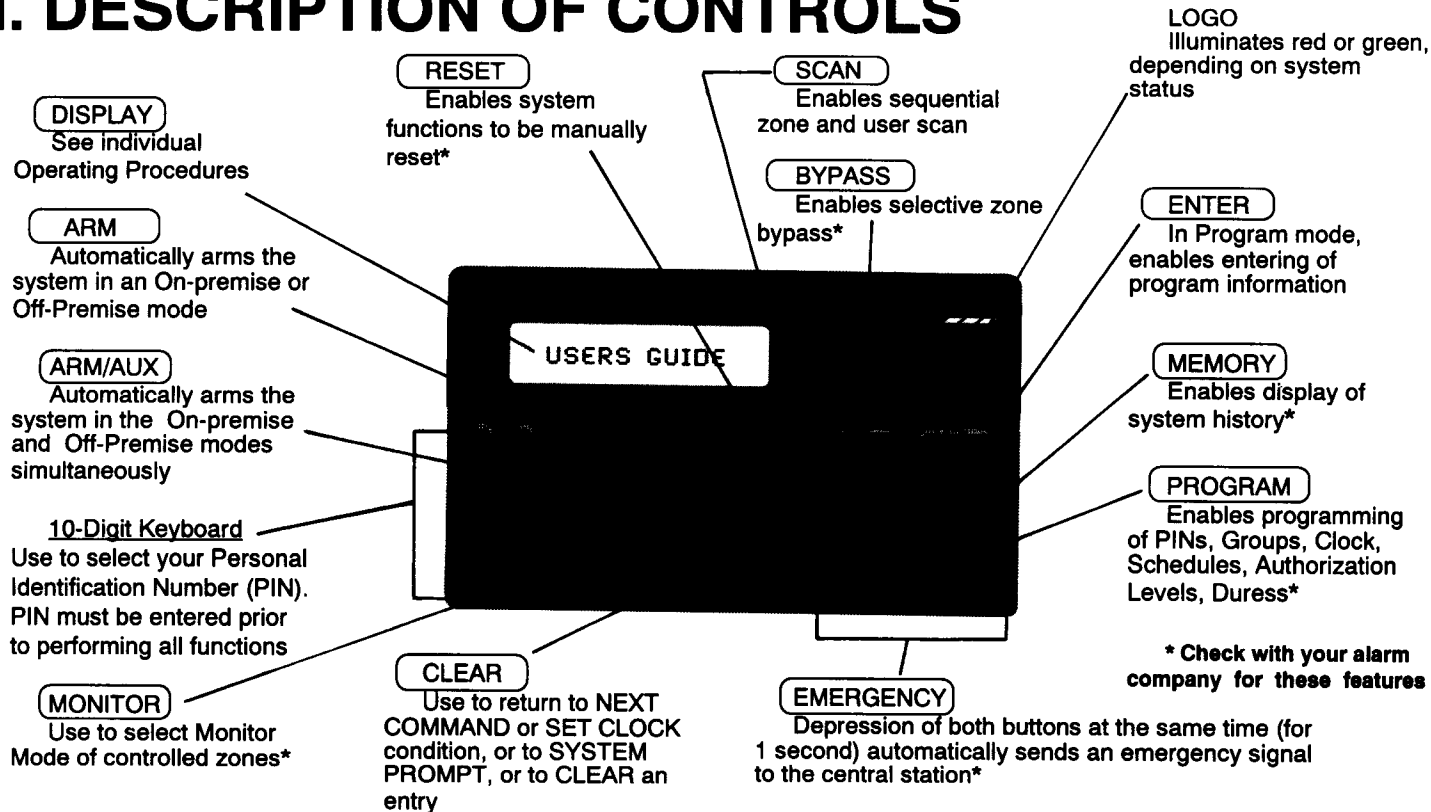 I. DESCRIPTION OF CONTROLS
LOGO
Illuminates red or green,
depending on system
status
RESET
Enables system
functions to be manually
reset*
SCAN
Enables sequential
zone and user scan
DISPLAY
See individual
Operating Procedures
BYPASS
Enables selective zone
bypass*
ENTER
In Program mode,
enables entering of
program information
ARM
Automatically arms the
system in an On-premise or
Off-Premise mode
USERS GUIDE
MEMORY
Enables display of
system history*
ARM/AUX
Automatically arms the
system in the On-premise
and Off-Premise modes
simultaneously
PROGRAM
Enables programming
of PINs, Groups, Clock,
Schedules, Authorization
Levels, Duress*
10-Digit Keyboard
Use to select your Personal
Identification Number (PIN).
PIN must be entered prior
to performing all functions
* Check with your alarm
company for these features
MONITOR
Use to select Monitor
Mode of controlled zones*
CLEAR
Use to return to NEXT
COMMAND or SET CLOCK
condition, or to SYSTEM
PROMPT, or to CLEAR an
entry
EMERGENCY
Depression of both buttons at the same time (for
1 second) automatically sends an emergency signal
to the central station*